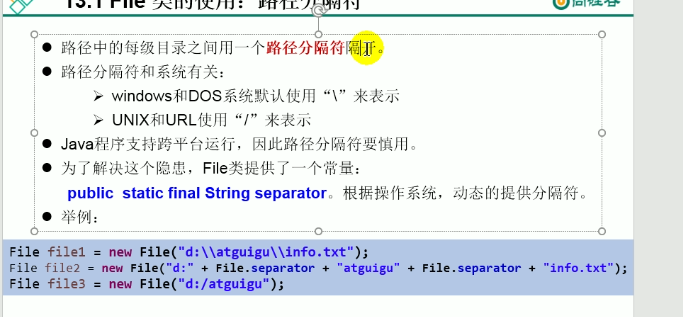 13.1 File 类的使用：路径分隔符
尚硅谷
● 路径中的每级目录之间用一个路径分隔符隔开。
● 路径分隔符和系统有关：
➢ windows和DOS系统默认使用“\”来表示
➢ UNIX和URL使用“/”来表示
● Java程序支持跨平台运行，因此路径分隔符要慎用。
● 为了解决这个隐患，File类提供了一个常量：
public static final String separator。根据操作系统，动态的提供分隔符。
● 举例：
File file1 = new File("d:\\atguigu\\info.txt");
File file2 = new File("d:" + File.separator + "atguigu" + File.separator + "info.txt");
File file3 = new File("d:/atguigu");